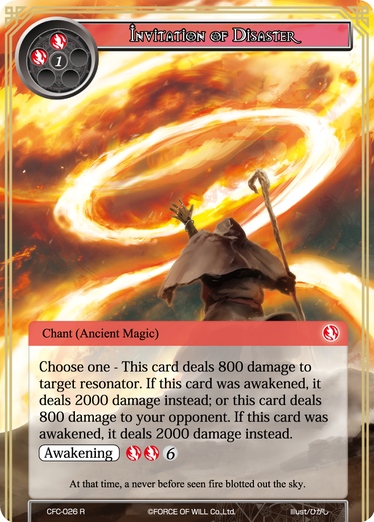 Invitation of Disaster
1
Chant (Ancient Magic)
Choose one - This card deals 800 damage to
target resonator. If this card was awakened, it
deals 2000 damage instead; or this card deals
800 damage to your opponent. If this card was
awakened, it deals 2000 damage instead.
Awakening 6
At that time, a never before seen fire blotted out the sky.
CFC-026 R ©FORCE OF WILL Co.,Ltd. Illust/ひがし